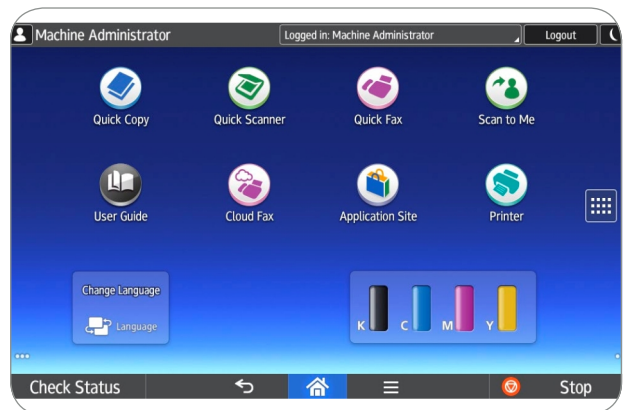 Machine Administrator
Logged in: Machine Administrator
Logout
Quick Copy
Quick Scanner
Quick Fax
Scan to Me
User Guide
Cloud Fax
Application Site
Printer
Change Language
Language
K
C
M
Y
Check Status
Stop